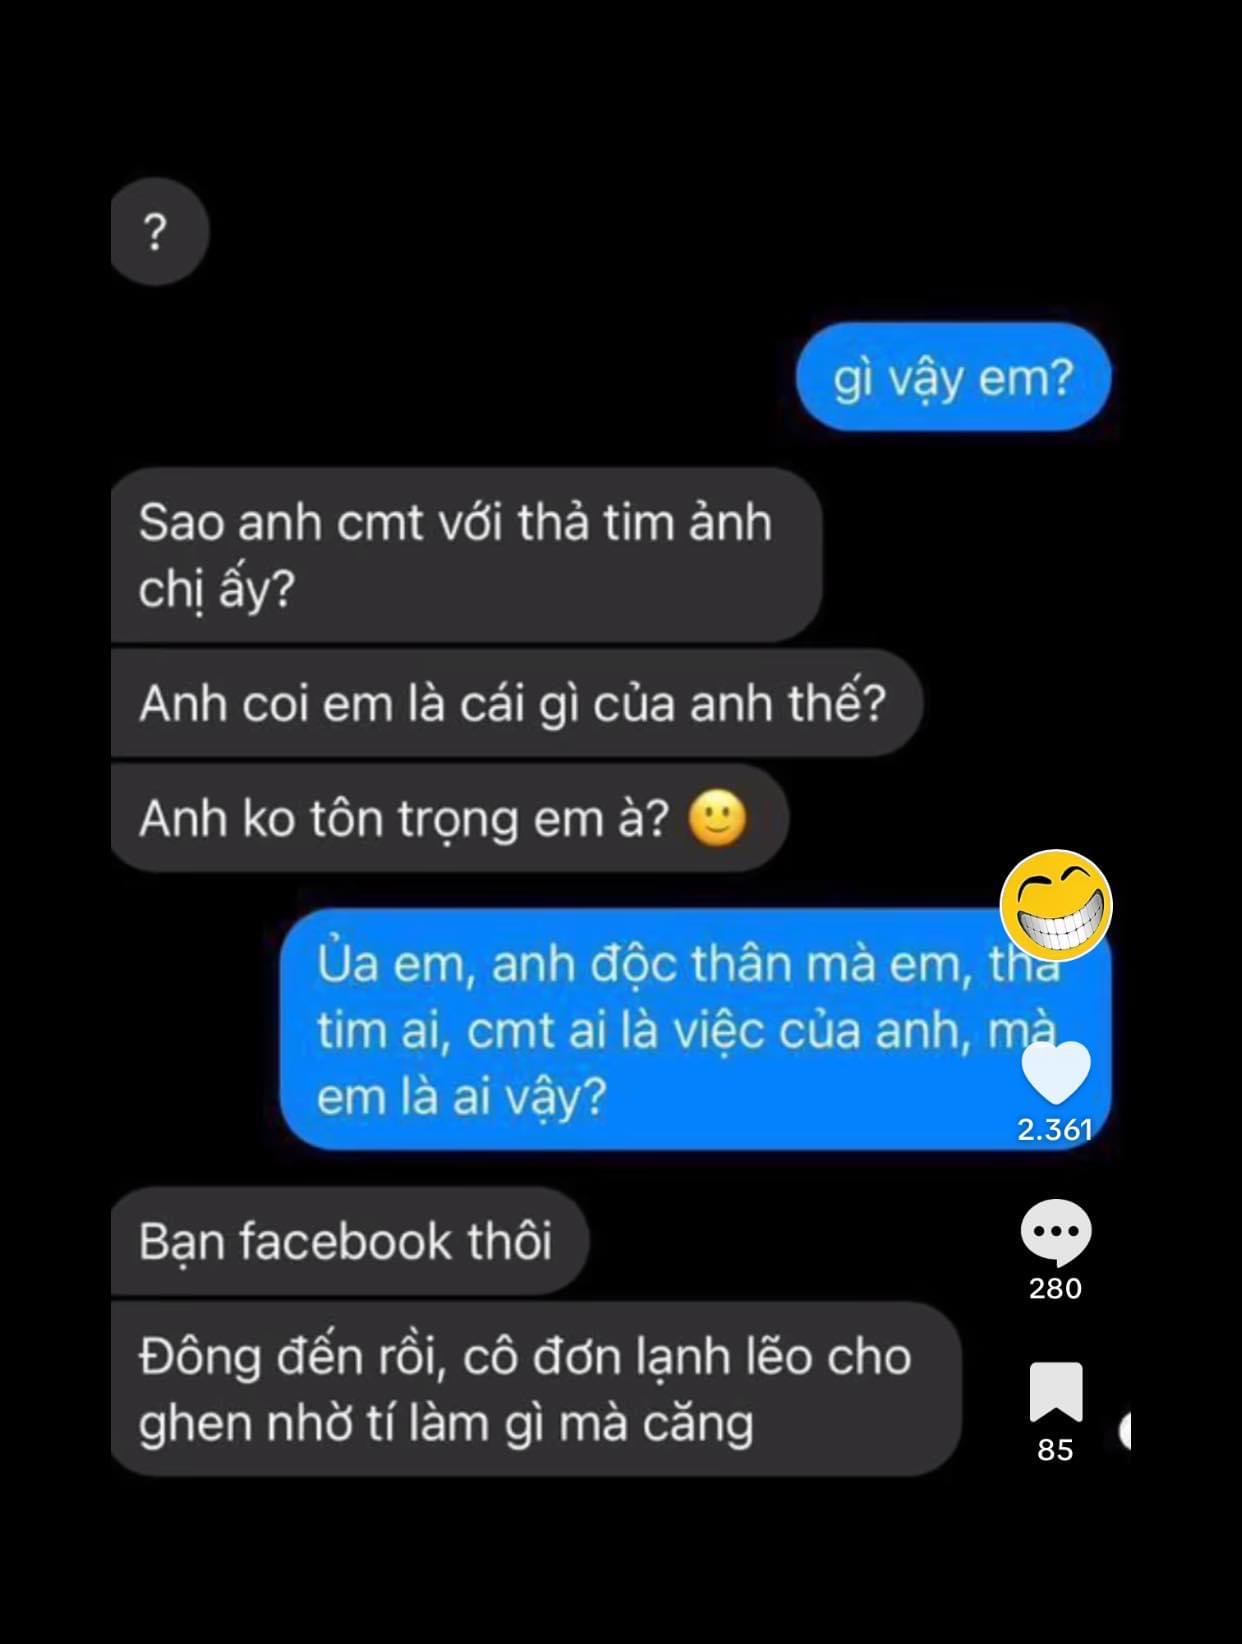 ?
gì vậy em?
Sao anh cmt với thả tim ảnh
chị ấy?
Anh coi em là cái gì của anh thế?
Anh ko tôn trọng em à? 🙂
Ủa em, anh độc thân mà em, thả
tim ai, cmt ai là việc của anh, mà
em là ai vậy?
2.361
Bạn facebook thôi
280
Đông đến rồi, cô đơn lạnh lẽo cho
ghen nhờ tí làm gì mà căng
85